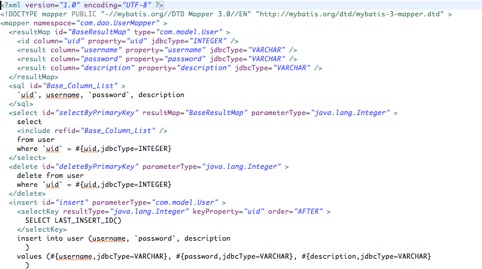 <?xml version="1.0" encoding="UTF-8" ?>
<!DOCTYPE mapper PUBLIC "-//mybatis.org//DTD Mapper 3.0//EN" "http://mybatis.org/dtd/mybatis-3-mapper.dtd" >
<mapper namespace="com.dao.UserMapper" >
  <resultMap id="BaseResultMap" type="com.model.User" >
    <id column="uid" property="uid" jdbcType="INTEGER" />
    <result column="username" property="username" jdbcType="VARCHAR" />
    <result column="password" property="password" jdbcType="VARCHAR" />
    <result column="description" property="description" jdbcType="VARCHAR" />
  </resultMap>
  <sql id="Base_Column_List" >
    `uid`, username, `password`, description
  </sql>
  <select id="selectByPrimaryKey" resultMap="BaseResultMap" parameterType="java.lang.Integer" >
    select
    <include refid="Base_Column_List" />
    from user
    where `uid` = #{uid,jdbcType=INTEGER}
  </select>
  <delete id="deleteByPrimaryKey" parameterType="java.lang.Integer" >
    delete from user
    where `uid` = #{uid,jdbcType=INTEGER}
  </delete>
  <insert id="insert" parameterType="com.model.User" >
    <selectKey resultType="java.lang.Integer" keyProperty="uid" order="AFTER" >
      SELECT LAST_INSERT_ID()
    </selectKey>
    insert into user (username, `password`, description
      )
    values (#{username,jdbcType=VARCHAR}, #{password,jdbcType=VARCHAR}, #{description,jdbcType=VARCHAR}
      )